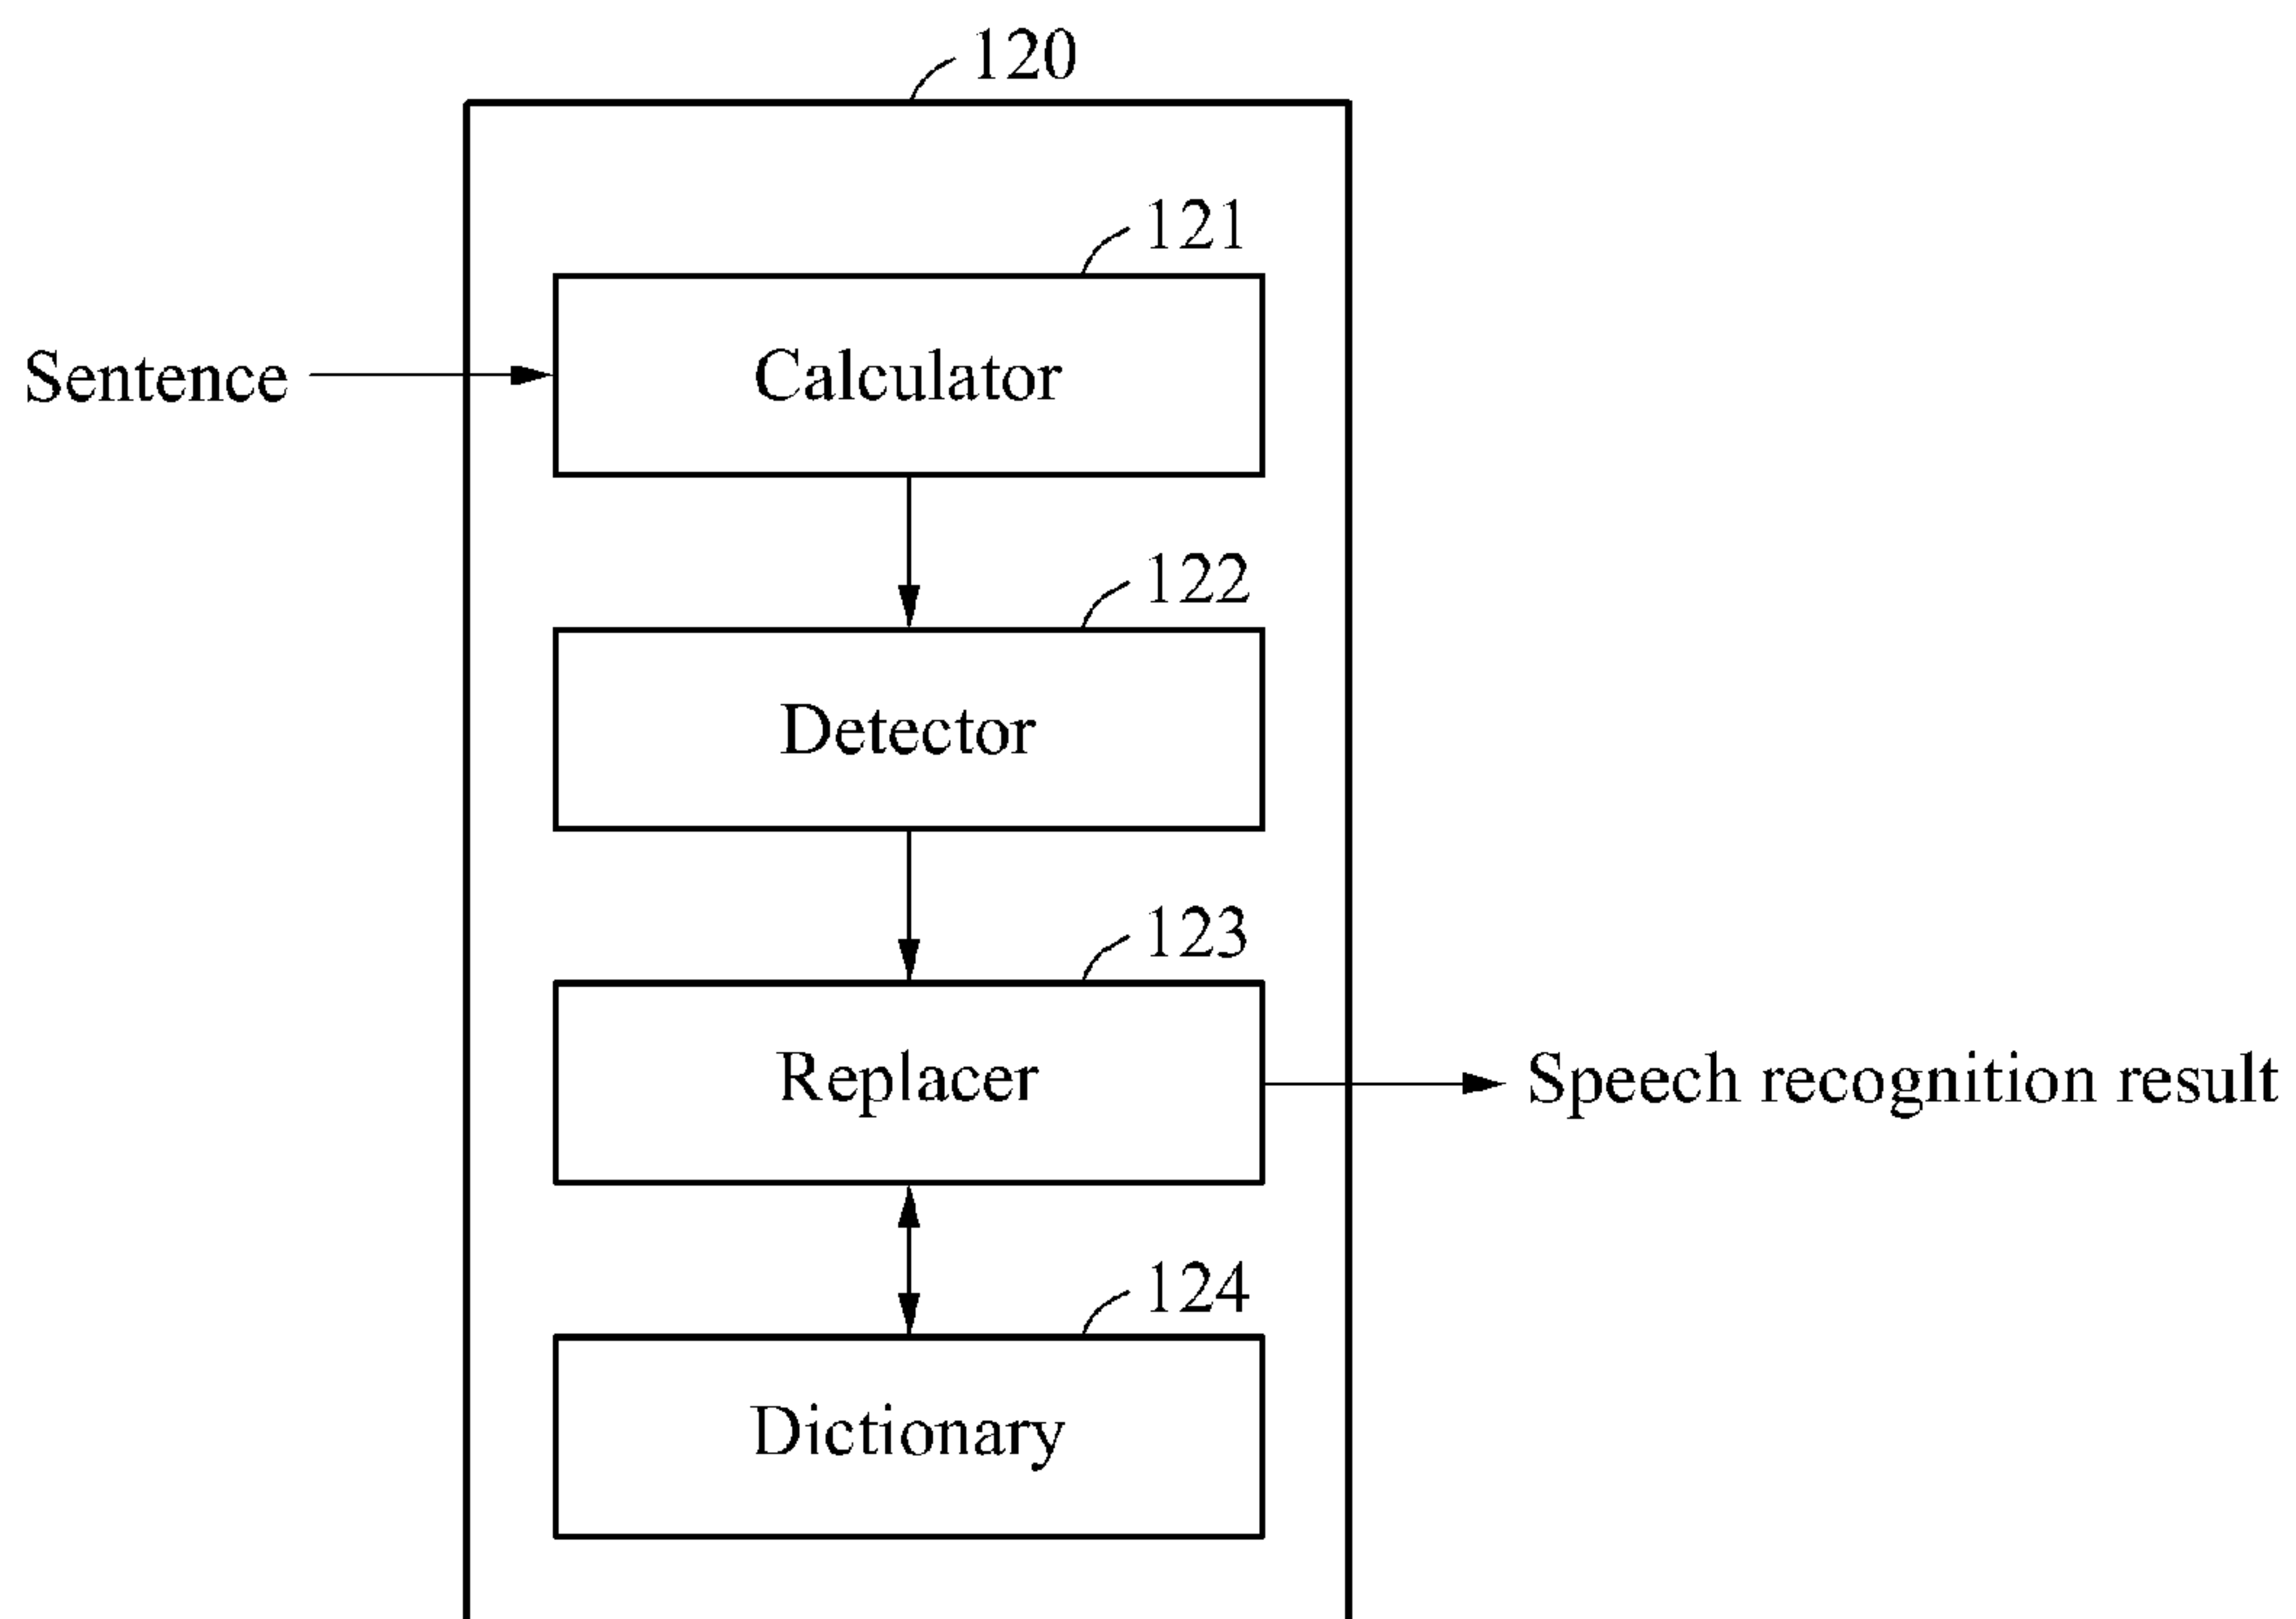 120
121
Sentence
Calculator
122
Detector
123
Replacer
Speech recognition result
124
Dictionary